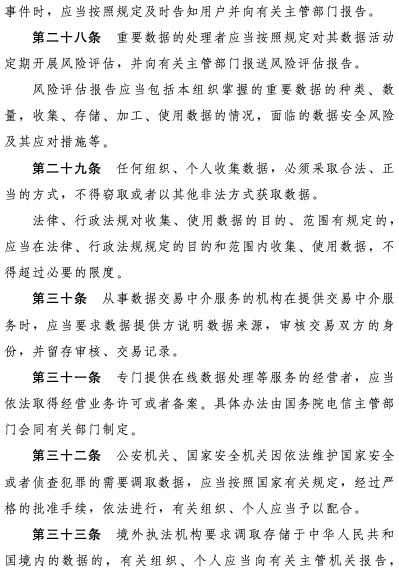 事件时，应当按照规定及时告知用户并向有关主管部门报告。
第二十八条　重要数据的处理者应当按照规定对其数据活动
定期开展风险评估，并向有关主管部门报送风险评估报告。
风险评估报告应当包括本组织掌握的重要数据的种类、数
量，收集、存储、加工、使用数据的情况，面临的数据安全风险
及其应对措施等。
第二十九条　任何组织、个人收集数据，必须采取合法、正
当的方式，不得窃取或者以其他非法方式获取数据。
法律、行政法规对收集、使用数据的目的、范围有规定的，
应当在法律、行政法规规定的目的和范围内收集、使用数据，不
得超过必要的限度。
第三十条　从事数据交易中介服务的机构在提供交易中介服
务时，应当要求数据提供方说明数据来源，审核交易双方的身
份，并留存审核、交易记录。
第三十一条　专门提供在线数据处理等服务的经营者，应当
依法取得经营业务许可或者备案。具体办法由国务院电信主管部
门会同有关部门制定。
第三十二条　公安机关、国家安全机关因依法维护国家安全
或者侦查犯罪的需要调取数据，应当按照国家有关规定，经过严
格的批准手续，依法进行，有关组织、个人应当予以配合。
第三十三条　境外执法机构要求调取存储于中华人民共和
国境内的数据的，有关组织、个人应当向有关主管机关报告，